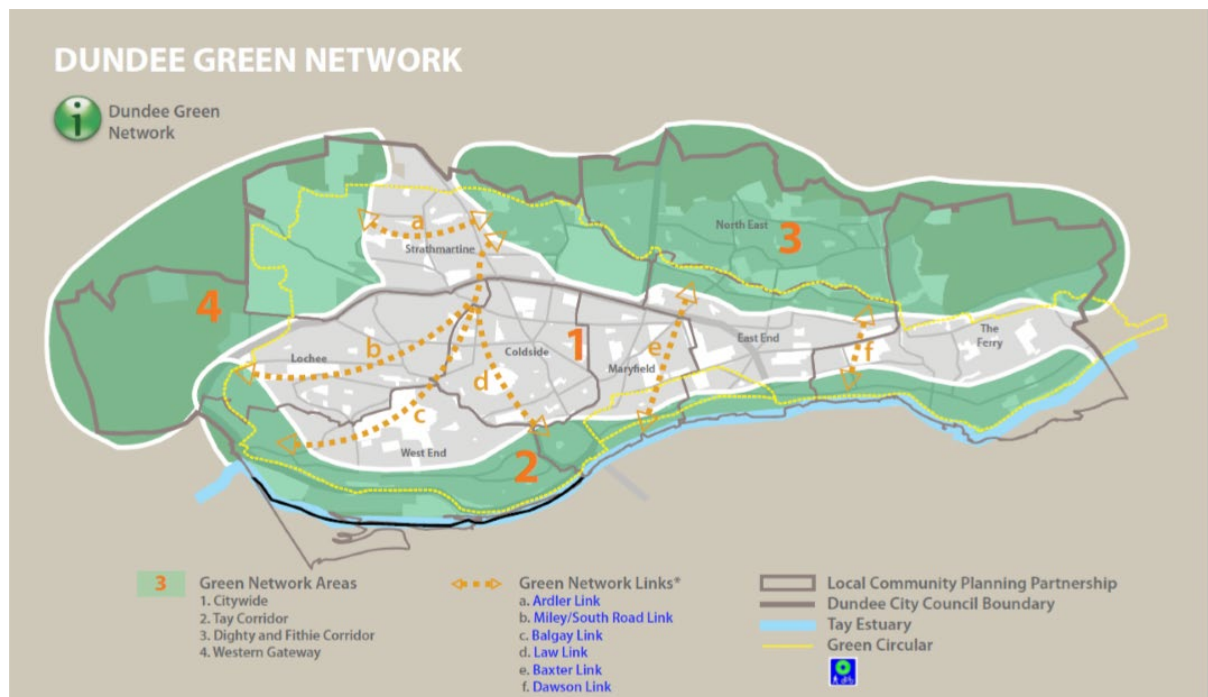 DUNDEE GREEN NETWORK
i
Dundee Green
Network
North East
3
a
Strathmartine
4
b
Lochee
Coldside
1
e
Maryfield
East End
f
The
Ferry
d
c
West End
2
3
Green Network Areas
1. Citywide
2. Tay Corridor
3. Dighty and Fithie Corridor
4. Western Gateway
Green Network Links*
a. Ardler Link
b. Miley/South Road Link
c. Balgay Link
d. Law Link
e. Baxter Link
f. Dawson Link
Local Community Planning Partnership
Dundee City Council Boundary
Tay Estuary
Green Circular